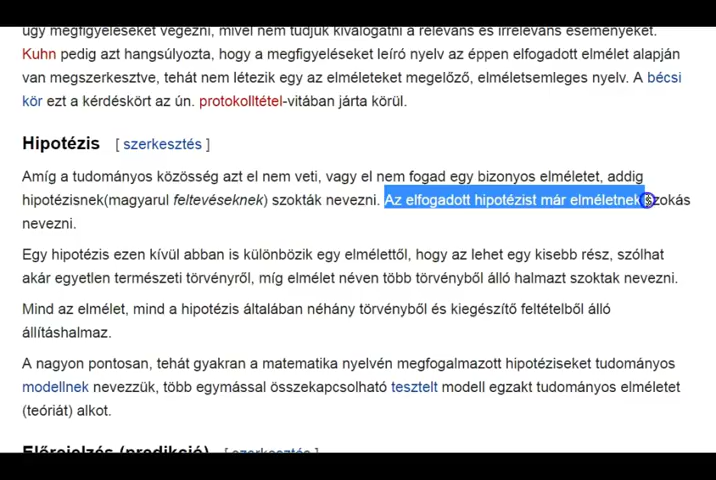 úgy megfigyeléseket végezni, mivel nem tudjuk kiválogatni a releváns és irreleváns eseményeket.
Kuhn pedig azt hangsúlyozta, hogy a megfigyeléseket leíró nyelv az éppen elfogadott elmélet alapján
van megszerkesztve, tehát nem létezik egy az elméleteket megelőző, elméletsemleges nyelv. A bécsi
kör ezt a kérdéskört az ún. protokolltétel-vitában járta körül.
Hipotézis [ szerkesztés ]
Amíg a tudományos közösség azt el nem veti, vagy el nem fogad egy bizonyos elméletet, addig
hipotézisnek(magyarul feltevéseknek) szokták nevezni. Az elfogadott hipotézist már elméletnek szokás
nevezni.
Egy hipotézis ezen kívül abban is különbözik egy elmélettől, hogy az lehet egy kisebb rész, szólhat
akár egyetlen természeti törvényről, míg elmélet néven több törvényből álló halmazt szoktak nevezni.
Mind az elmélet, mind a hipotézis általában néhány törvényből és kiegészítő feltételből álló
állításhalmaz.
A nagyon pontosan, tehát gyakran a matematika nyelvén megfogalmazott hipotéziseket tudományos
modellnek nevezzük, több egymással összekapcsolható tesztelt modell egzakt tudományos elméletet
(teóriát) alkot.
Előrejelzés (predikció) [ szerkesztés ]